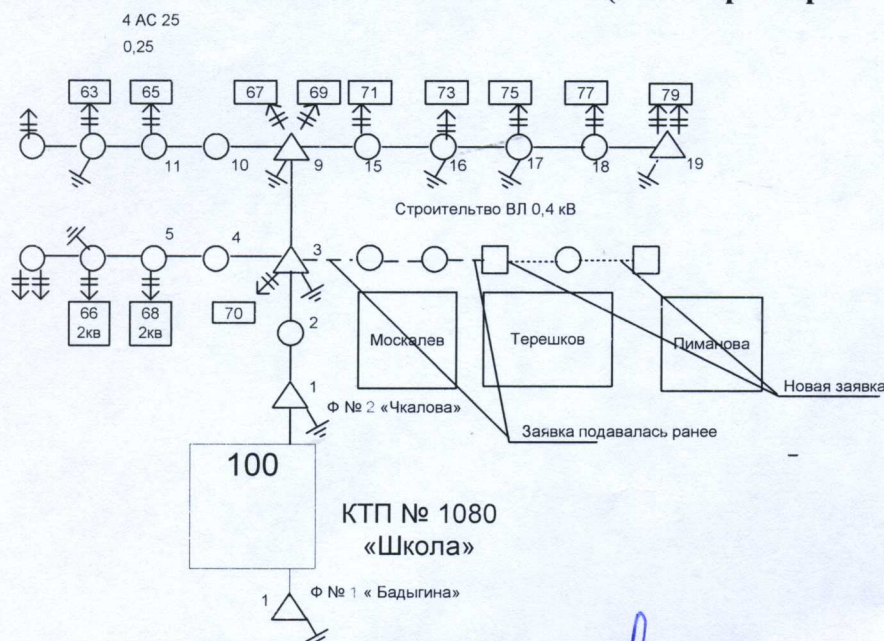 4 АС 25
0,25
63 65 67 69 71 73 75 77 79
11 10 9 15 16 17 18 19
Строительство ВЛ 0,4 кВ
5 4 3
66
2кв
68
2кв
70
2
Москалев Терешков Пиманова
Новая заявка
1
Ф № 2 «Чкалова»
Заявка подавалась ранее
100
КТП № 1080
«Школа»
1 Ф № 1 « Бадыгина»